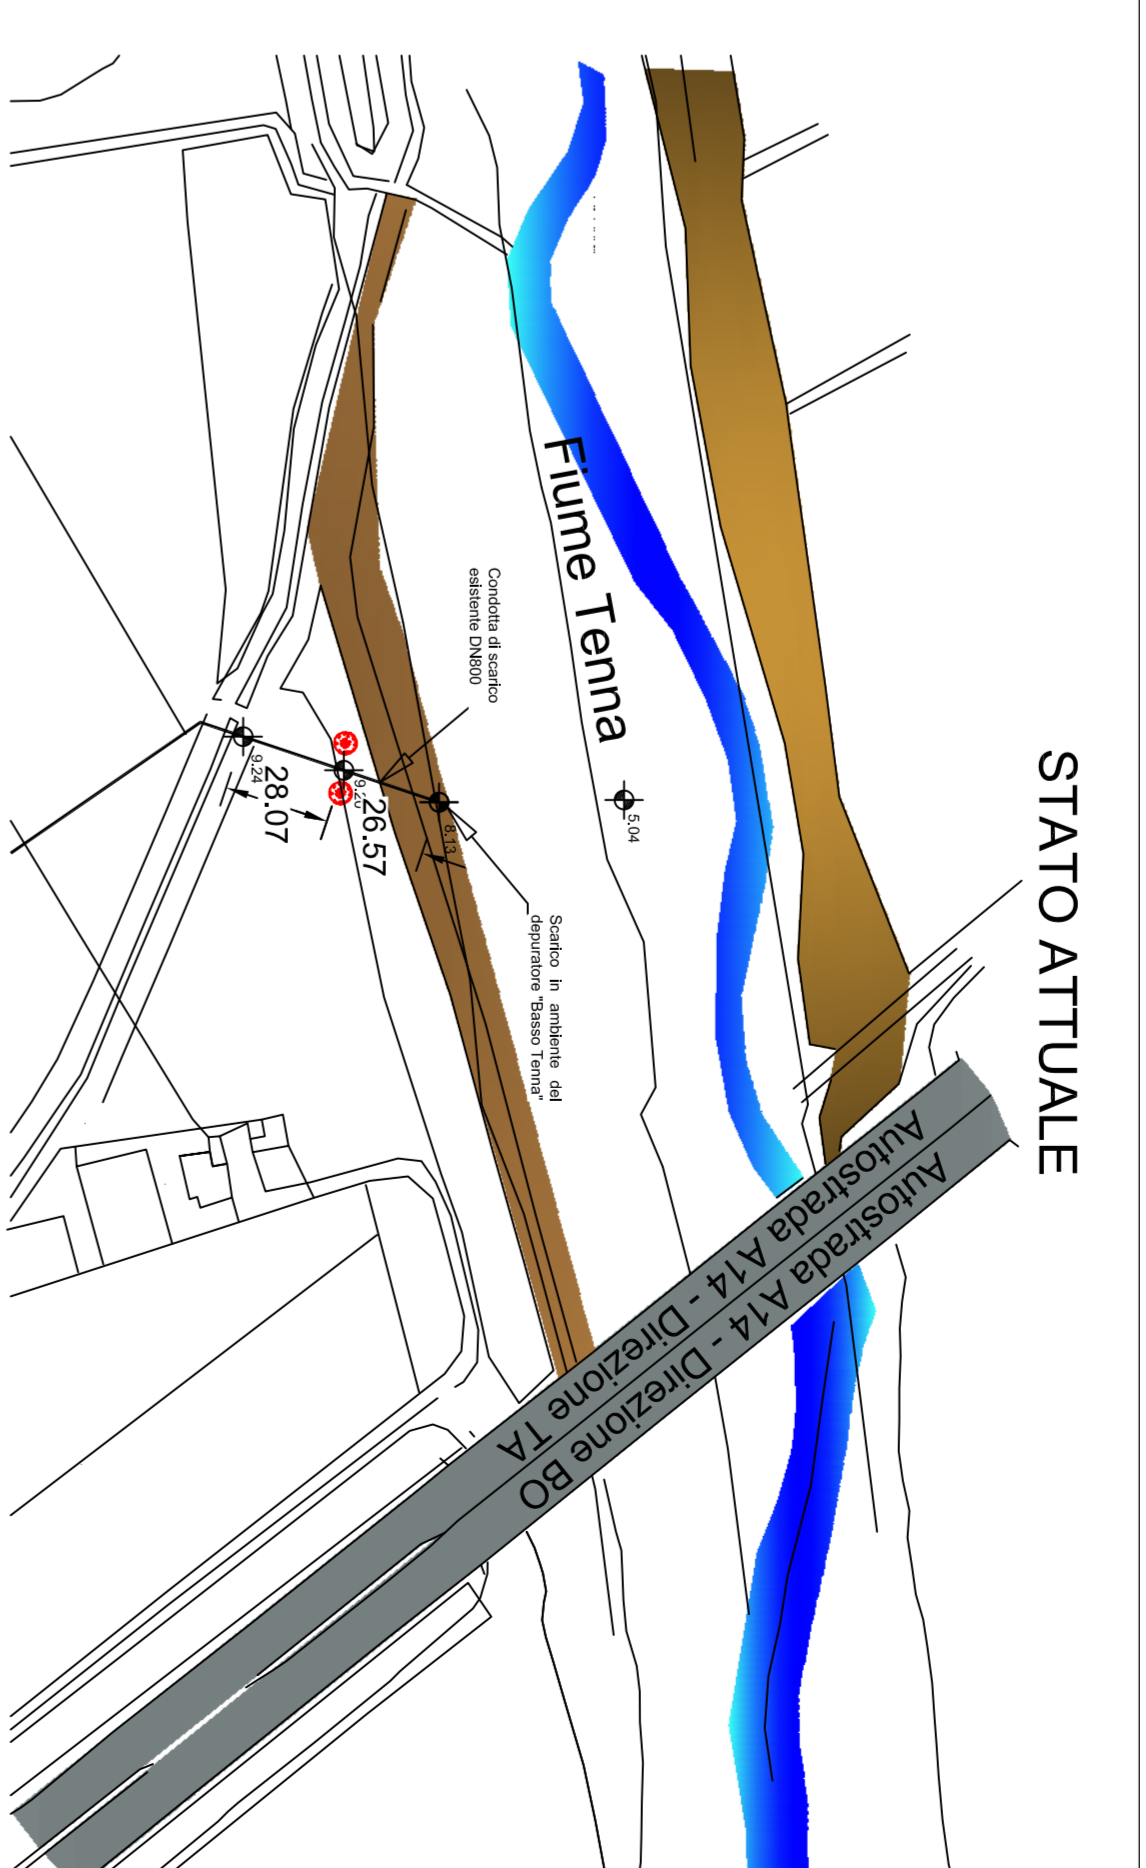 STATO ATTUALE
Fiume Tenna
5.04
Condotta di scarico
esistente DN800
Scarico in ambiente del
depuratore "Basso Tenna"
8.13
26.57
28.07
9.24
Autostrada A14 - Direzione TA
Autostrada A14 - Direzione BO